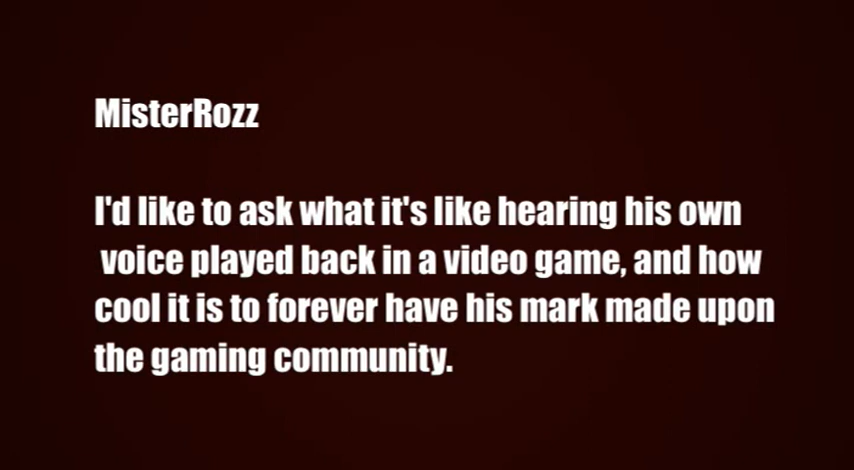 MisterRozz
I'd like to ask what it's like hearing his own
voice played back in a video game, and how
cool it is to forever have his mark made upon
the gaming community.